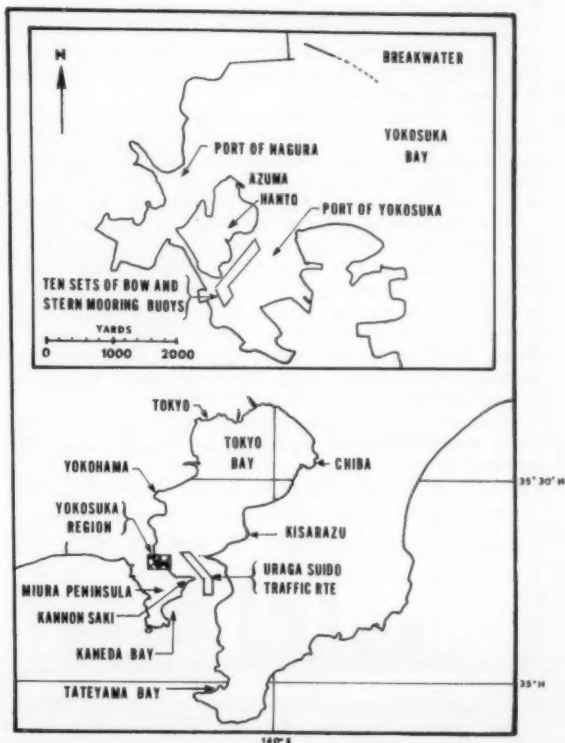 N
BREAKWATER
YOKOSUKA
BAY
PORT OF NAGURA
AZUMA
HANTO
PORT OF YOKOSUKA
TEN SETS OF BOW AND
STERN MOORING BUOYS
YARDS
0 1000 2000
TOKYO
TOKYO
BAY
CHIBA
YOKOHAMA
35°30'N
YOKOSUKA
REGION
KISARAZU
URAGA SUIDO
TRAFFIC RTE
MIURA PENINSULA
KANNON SAKI
KANEDA BAY
35°N
TATEYAMA BAY
140°E